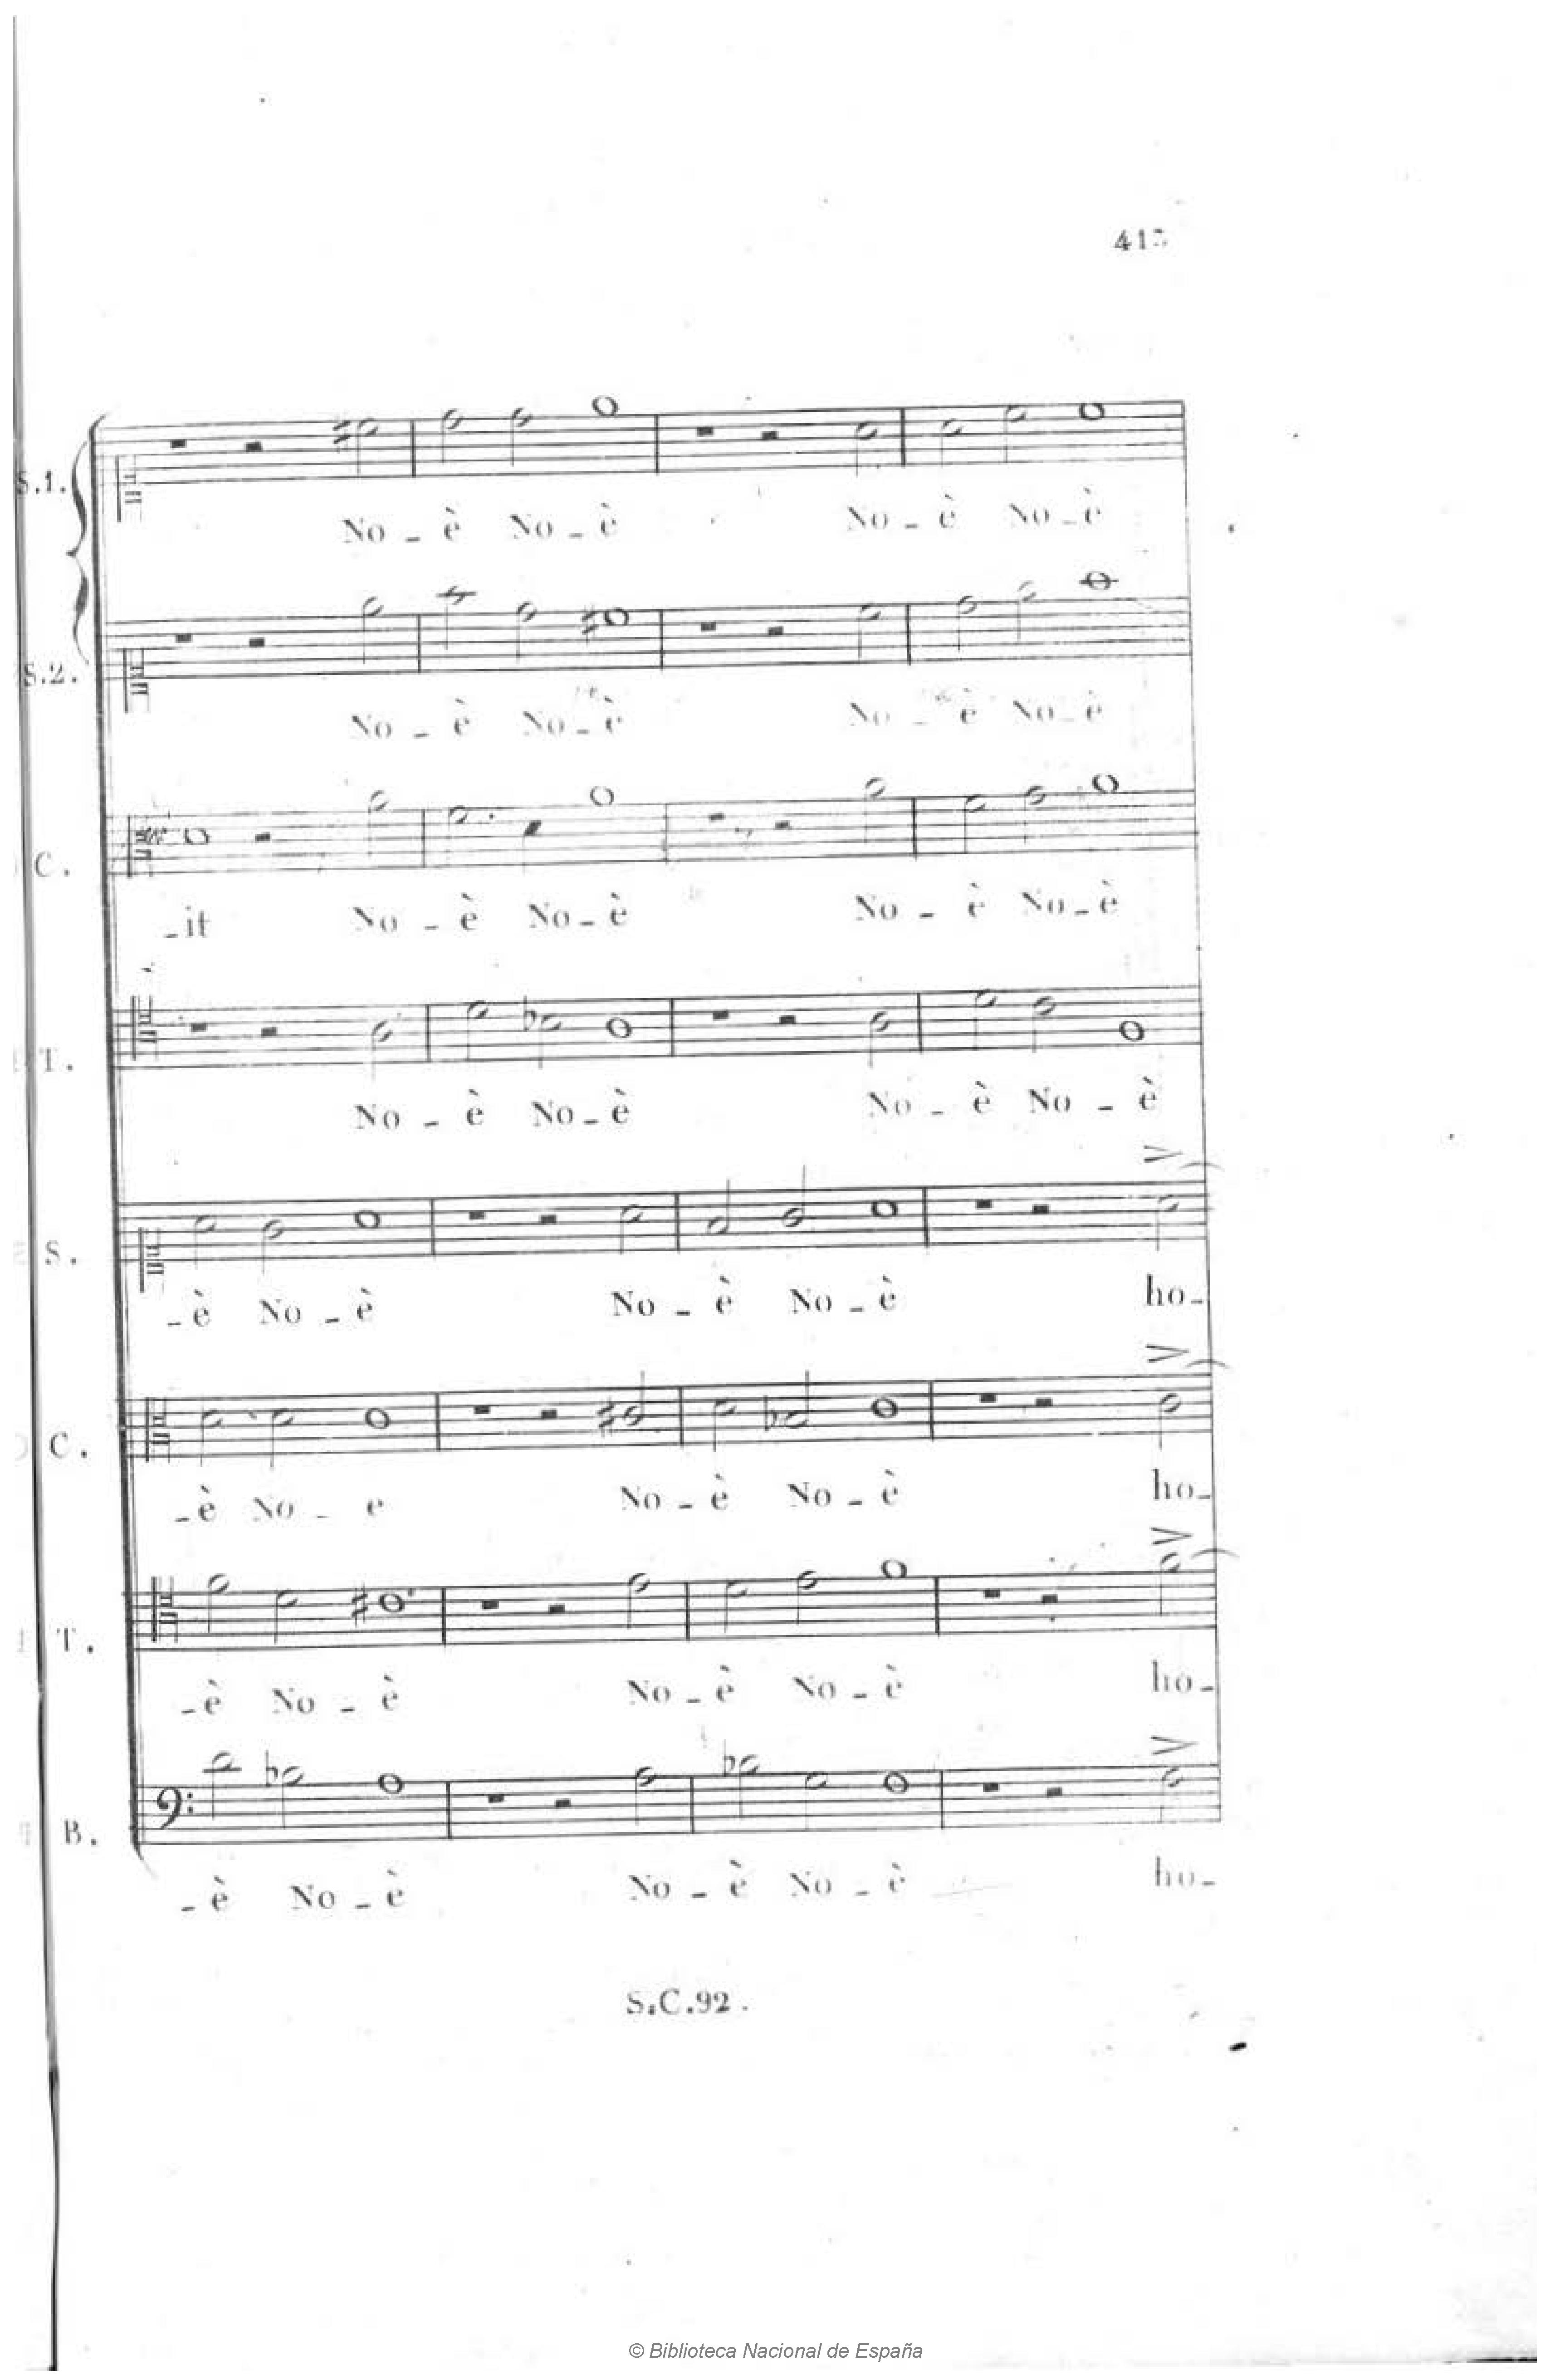 S.1.
No - è No - è No - è No - è
S.2.
No - è No - è No - è No - è
C.
-it No - è No - è No - è No - è
T.
No - è No - è No - è No - è
S.
- è No - è No - è No - è ho-
C.
- è No - e No - è No - è ho-
T.
- è No - è No - è No - è ho-
B.
- è No - è No - è No - è ho-
S.C.92.
© Biblioteca Nacional de España